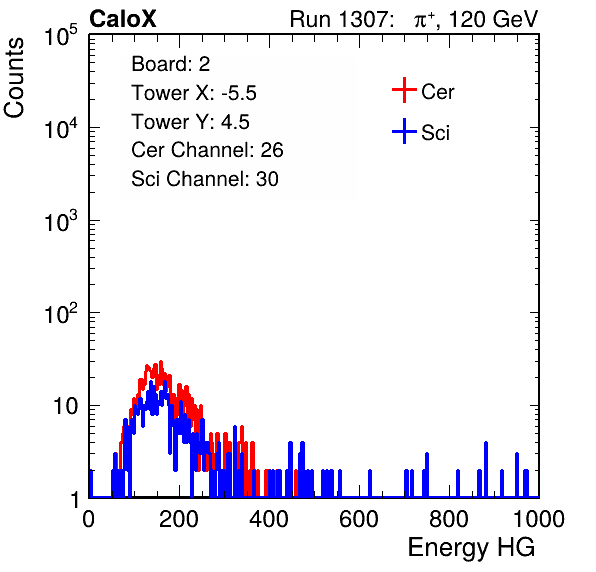 CaloX Run 1307: π⁺, 120 GeV
Counts
Board: 2
Tower X: -5.5
Tower Y: 4.5
Cer Channel: 26
Sci Channel: 30
Cer
Sci
10⁵
10⁴
10³
10²
10
1
0 200 400 600 800 1000
Energy HG